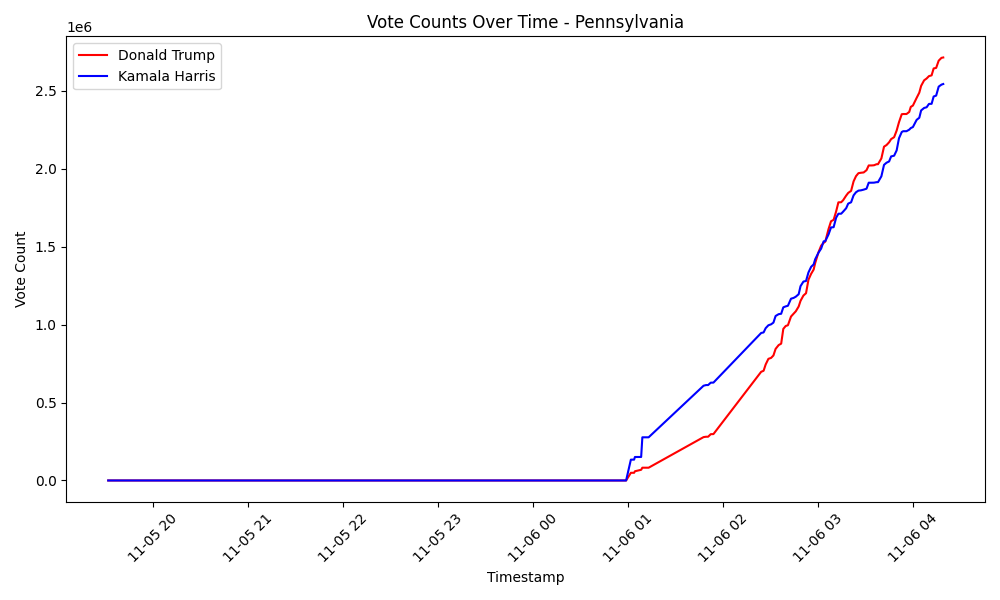 Vote Counts Over Time - Pennsylvania
1e6
Donald Trump
Kamala Harris
2.5
2.0
1.5
1.0
0.5
0.0
Vote Count
11-05 20
11-05 21
11-05 22
11-05 23
11-06 00
11-06 01
11-06 02
11-06 03
11-06 04
Timestamp